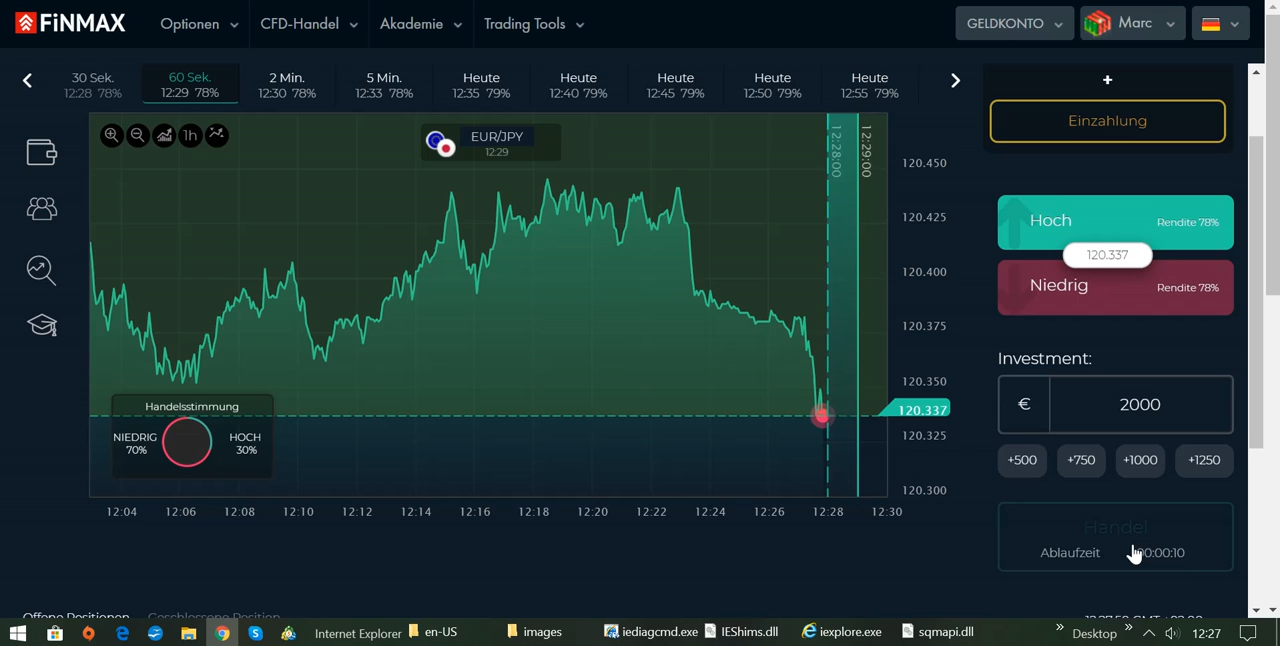 FiNMAX
Optionen
CFD-Handel
Akademie
Trading Tools
GELDKONTO
Marc
30 Sek.
12:28 78%
60 Sek.
12:29 78%
2 Min.
12:30 78%
5 Min.
12:33 78%
Heute
12:35 79%
Heute
12:40 79%
Heute
12:45 79%
Heute
12:50 79%
Heute
12:55 79%
+
Einzahlung
1h
EUR/JPY
12:29
12:28:00
12:29:00
120.450
120.425
120.400
120.375
120.350
120.337
120.325
120.300
Handelsstimmung
NIEDRIG
70%
HOCH
30%
12:04 12:06 12:08 12:10 12:12 12:14 12:16 12:18 12:20 12:22 12:24 12:26 12:28 12:30
Hoch
Rendite 78%
120.337
Niedrig
Rendite 78%
Investment:
€ 2000
+500 +750 +1000 +1250
Handel
Ablaufzeit 00:00:10
Offene Positionen
Geschlossene Position
Internet Explorer
en-US
images
iediagcmd.exe
IEShims.dll
iexplore.exe
sqmapi.dll
Desktop
12:27